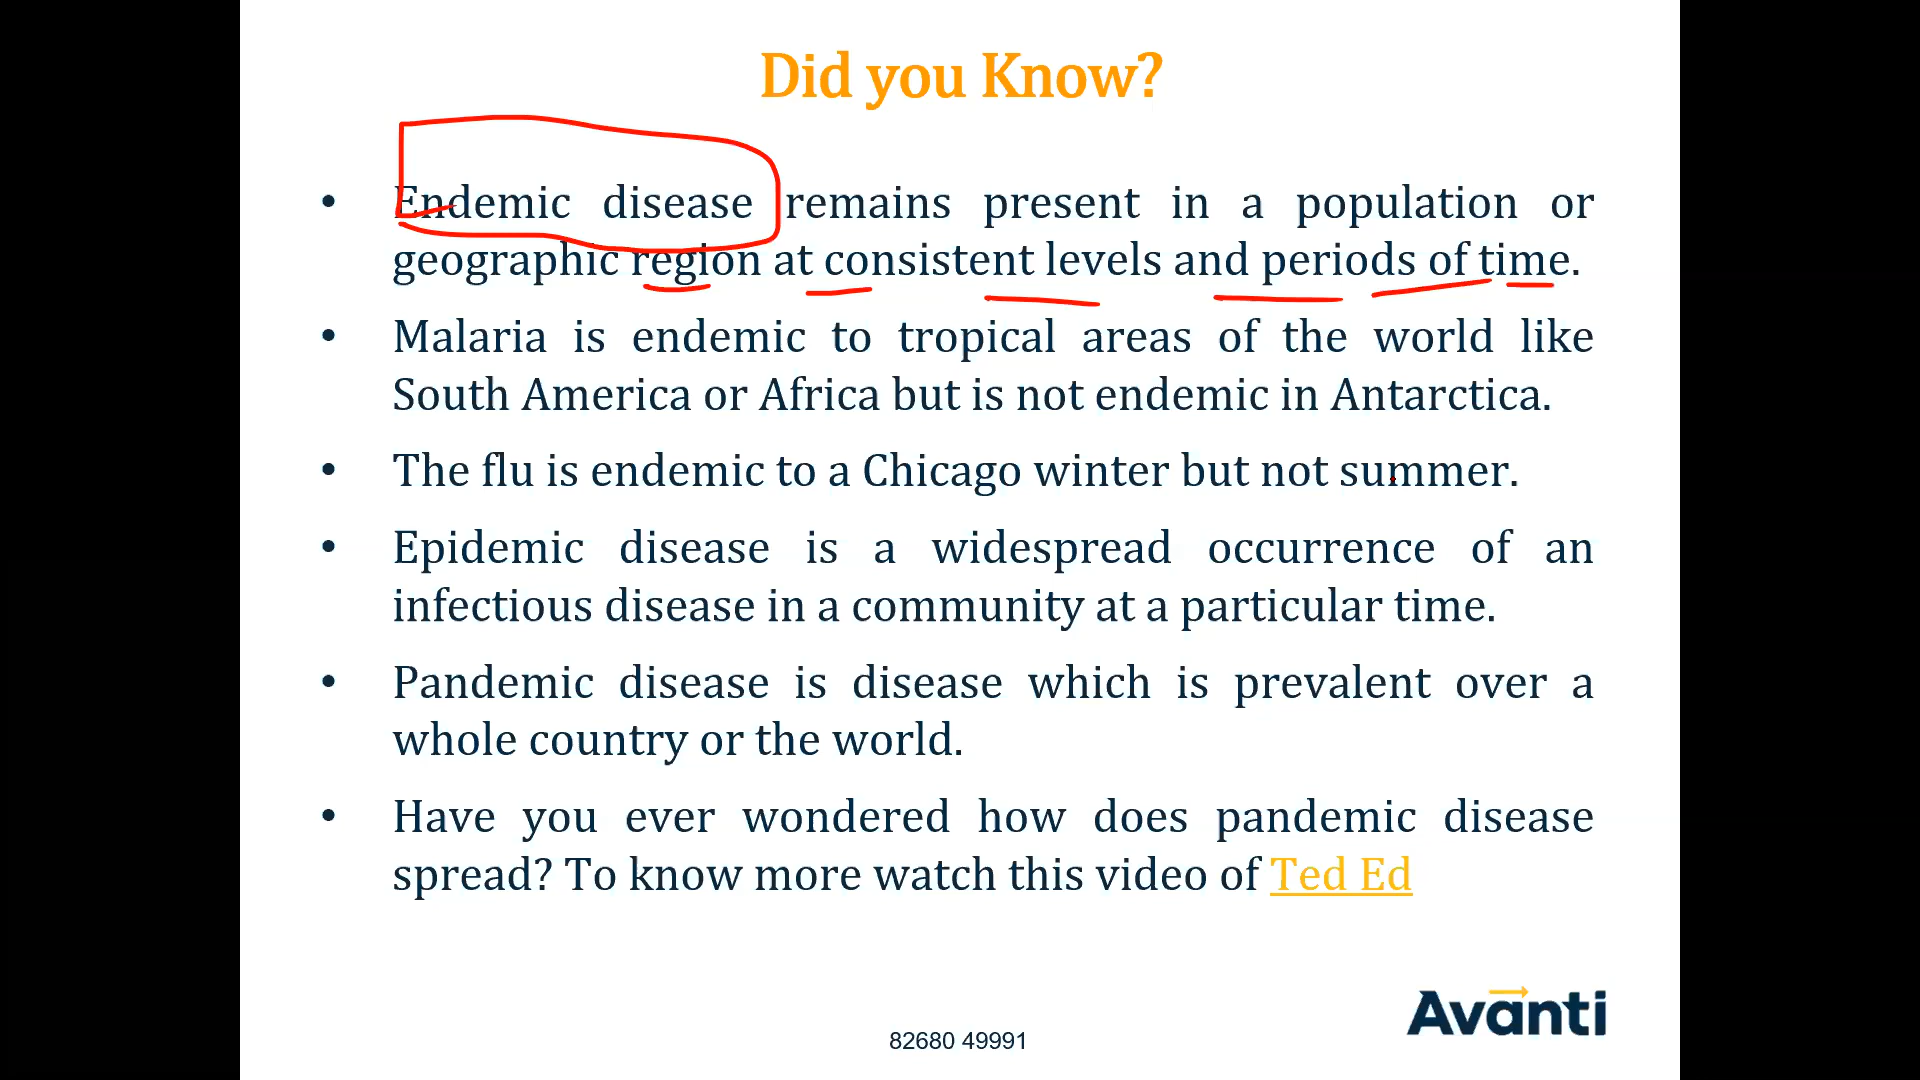 Did you Know?
• Endemic disease remains present in a population or
geographic region at consistent levels and periods of time.
• Malaria is endemic to tropical areas of the world like
South America or Africa but is not endemic in Antarctica.
• The flu is endemic to a Chicago winter but not summer.
• Epidemic disease is a widespread occurrence of an
infectious disease in a community at a particular time.
• Pandemic disease is disease which is prevalent over a
whole country or the world.
• Have you ever wondered how does pandemic disease
spread? To know more watch this video of Ted Ed
Avanti
82680 49991